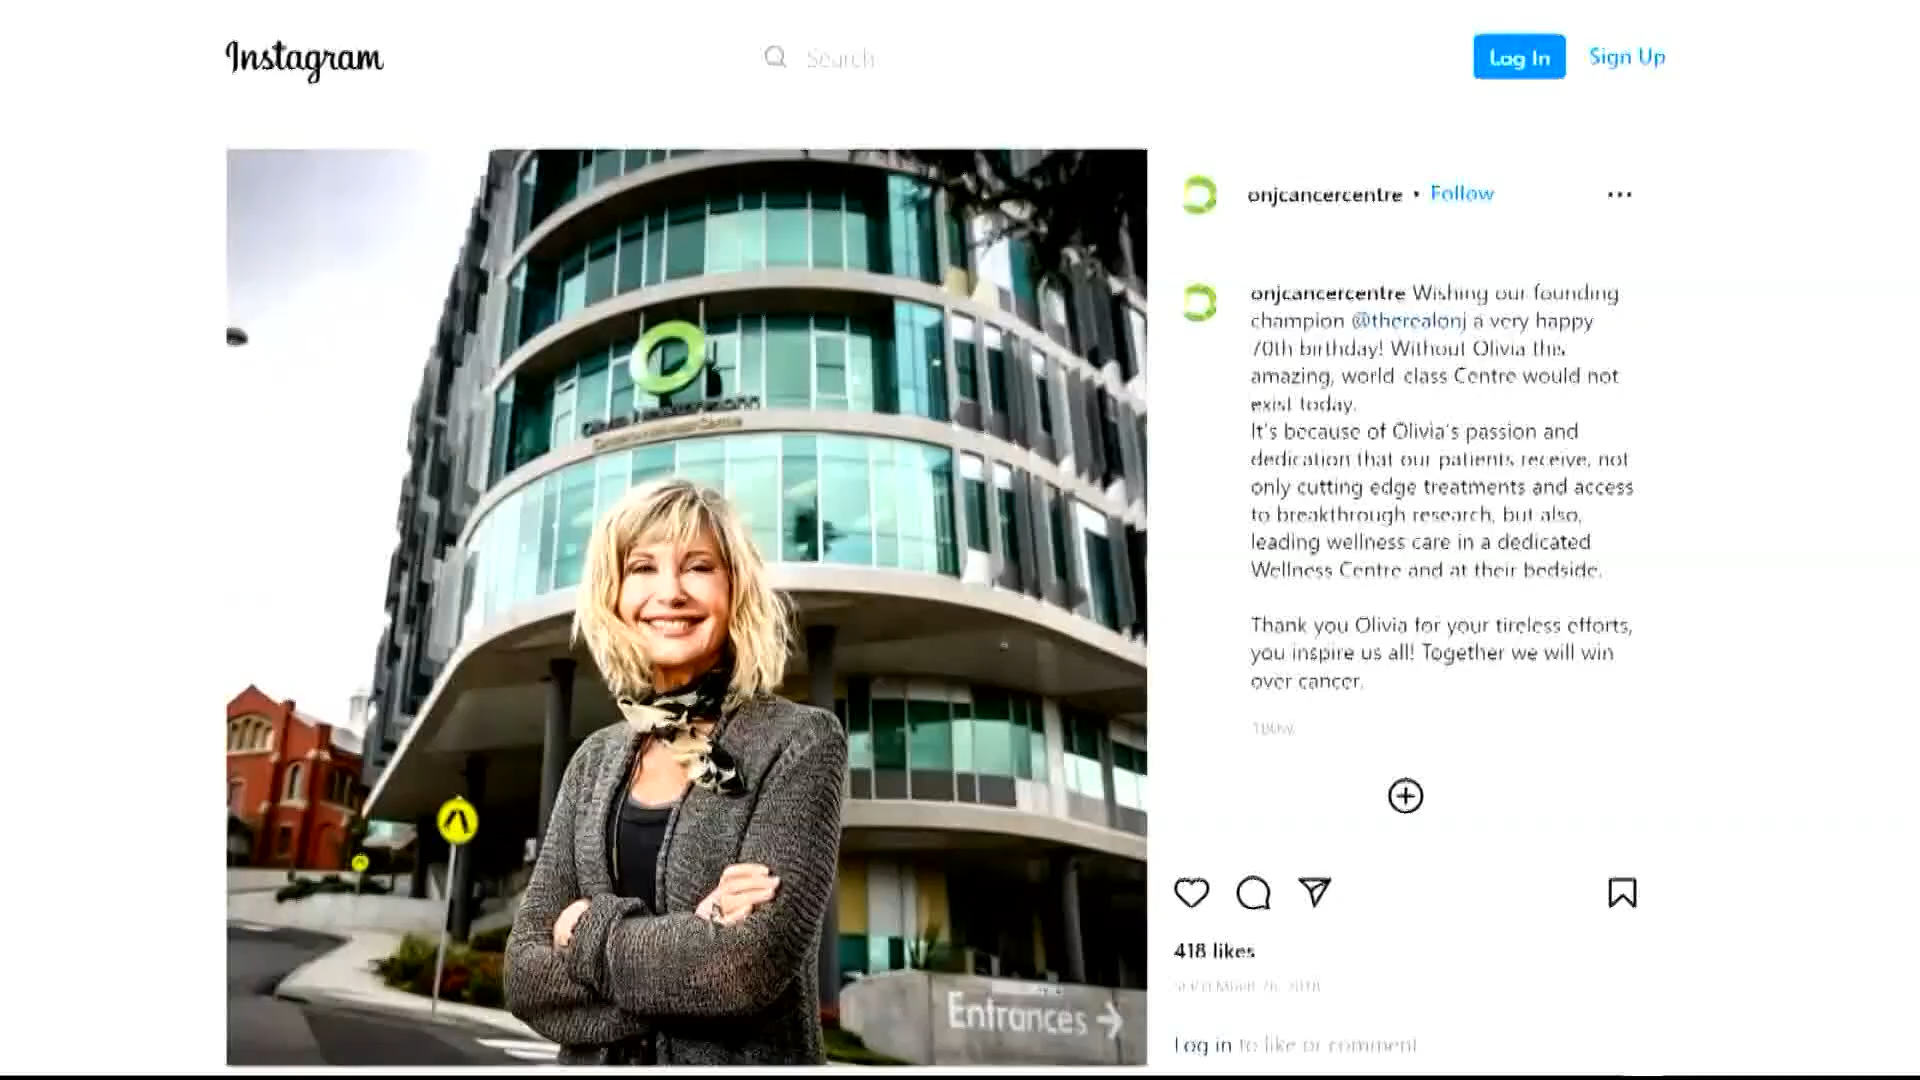 Instagram
Search
Log In
Sign Up
onjcancercentre • Follow
onjcancercentre Wishing our founding
champion @therealonj a very happy
70th birthday! Without Olivia this
amazing, world class Centre would not
exist today.
It's because of Olivia's passion and
dedication that our patients receive, not
only cutting edge treatments and access
to breakthrough research, but also,
leading wellness care in a dedicated
Wellness Centre and at their bedside.
Thank you Olivia for your tireless efforts,
you inspire us all! Together we will win
over cancer.
418 likes
SEPTEMBER 26, 2018
Log in to like or comment
Entrances →